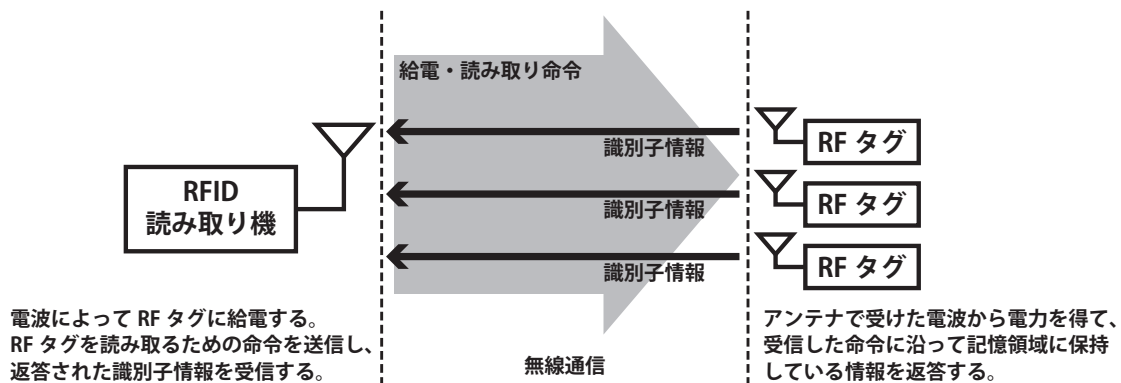 給電・読み取り命令
識別子情報
RF タグ
RFID
読み取り機
識別子情報
RF タグ
識別子情報
RF タグ
電波によって RF タグに給電する。
RF タグを読み取るための命令を送信し、
返答された識別子情報を受信する。
無線通信
アンテナで受けた電波から電力を得て、
受信した命令に沿って記憶領域に保持
している情報を返答する。